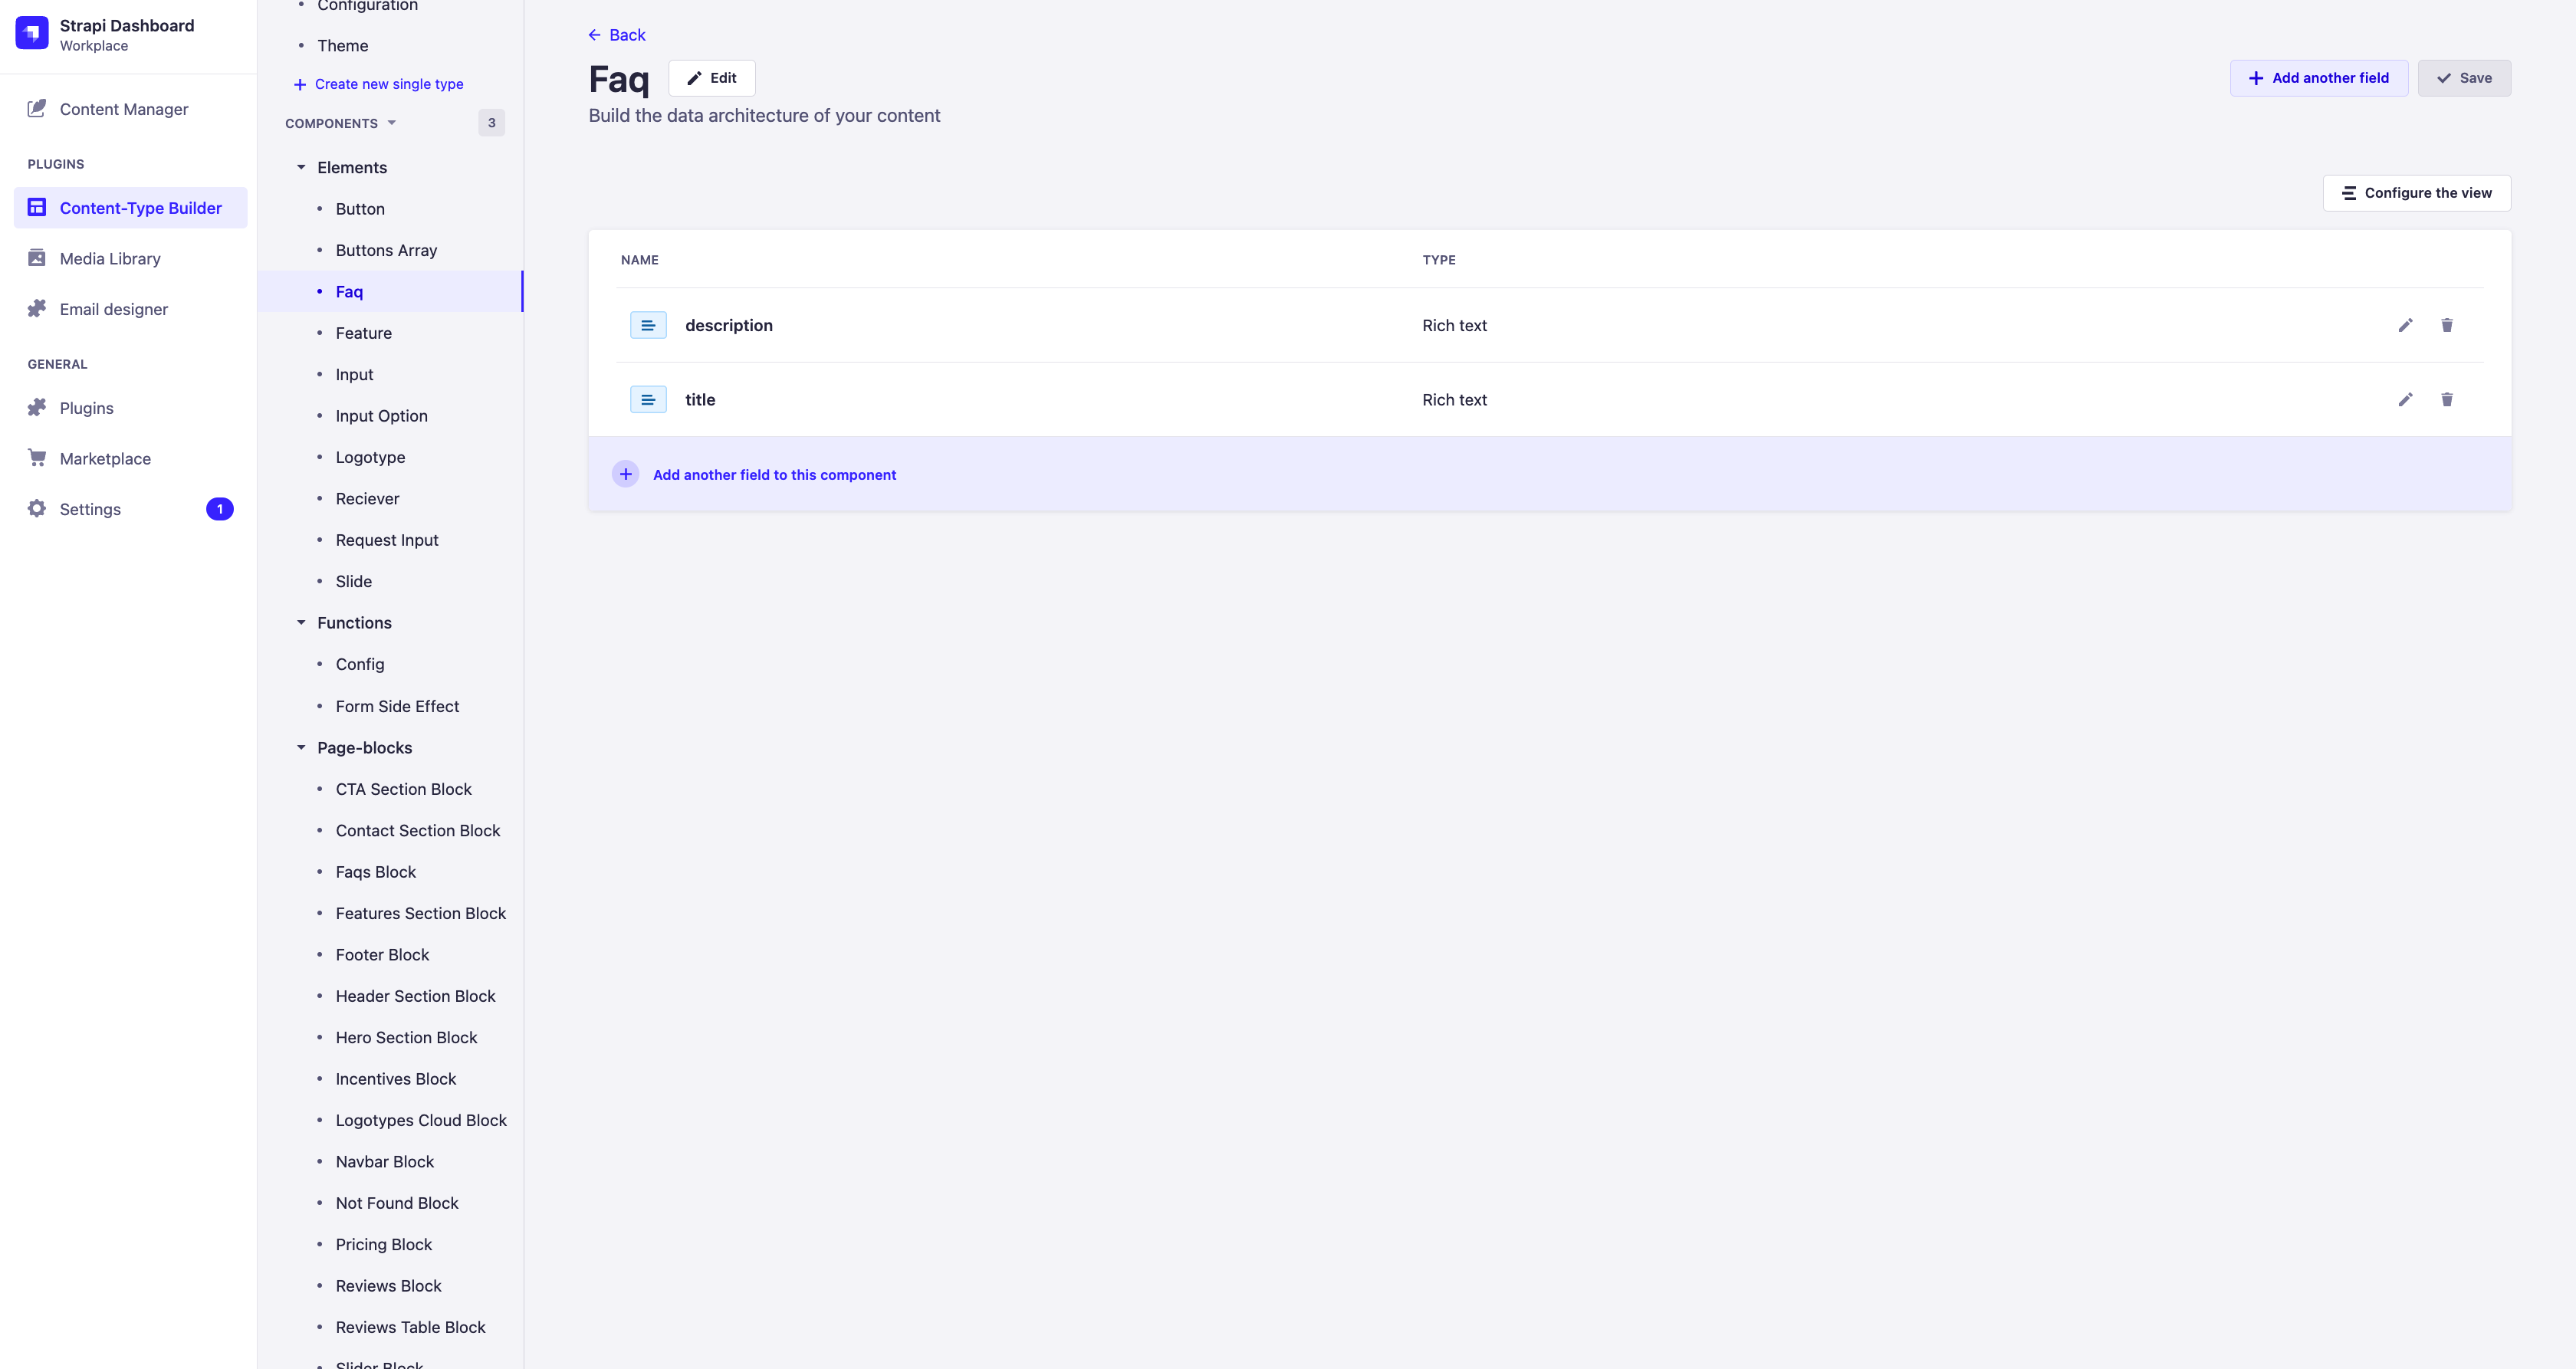 Strapi Dashboard
Workplace
Content Manager
PLUGINS
Content-Type Builder
Media Library
Email designer
GENERAL
Plugins
Marketplace
Settings
1
Configuration
Theme
Create new single type
COMPONENTS
3
Elements
Button
Buttons Array
Faq
Feature
Input
Input Option
Logotype
Reciever
Request Input
Slide
Functions
Config
Form Side Effect
Page-blocks
CTA Section Block
Contact Section Block
Faqs Block
Features Section Block
Footer Block
Header Section Block
Hero Section Block
Incentives Block
Logotypes Cloud Block
Navbar Block
Not Found Block
Pricing Block
Reviews Block
Reviews Table Block
Slider Block
Back
Faq
Edit
Add another field
Save
Build the data architecture of your content
Configure the view
NAME TYPE
description Rich text
title Rich text
Add another field to this component